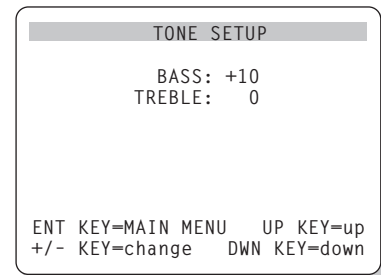 TONE SETUP
BASS: +10
TREBLE: 0
ENT KEY=MAIN MENU UP KEY=up
+/- KEY=change DWN KEY=down